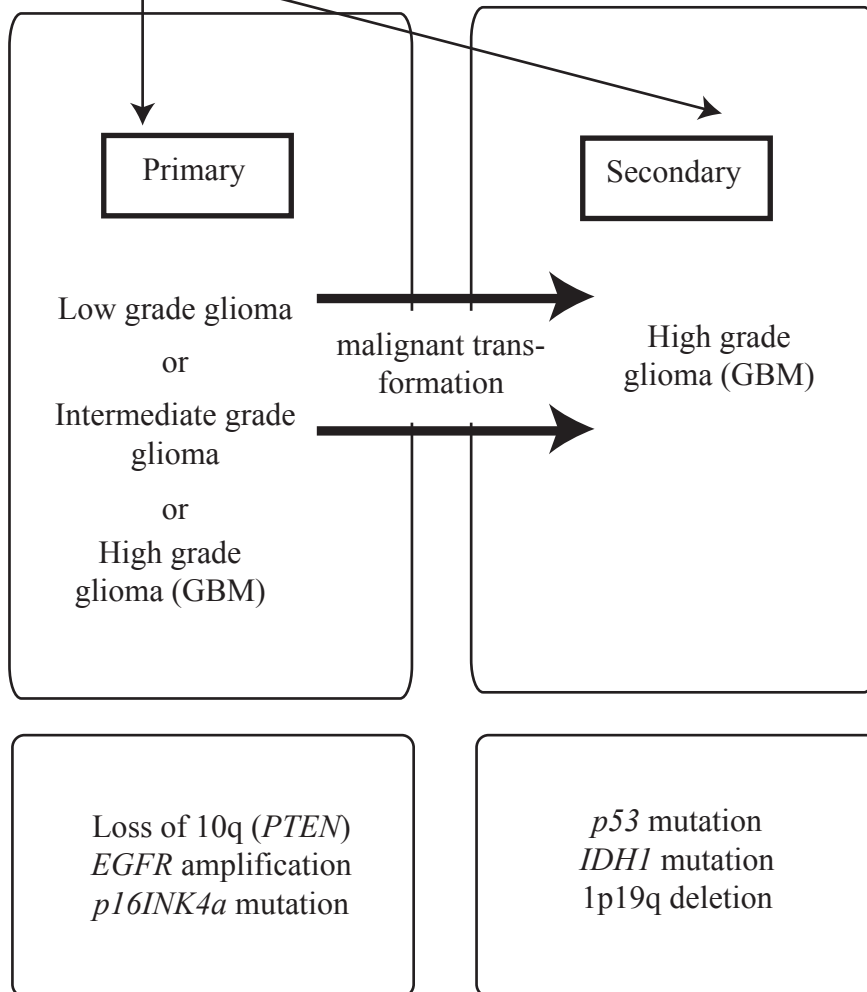 Primary
Low grade glioma
or
Intermediate grade
glioma
or
High grade
glioma (GBM)
malignant trans-
formation
Secondary
High grade
glioma (GBM)
Loss of 10q (PTEN)
EGFR amplification
p16INK4a mutation
p53 mutation
IDH1 mutation
1p19q deletion